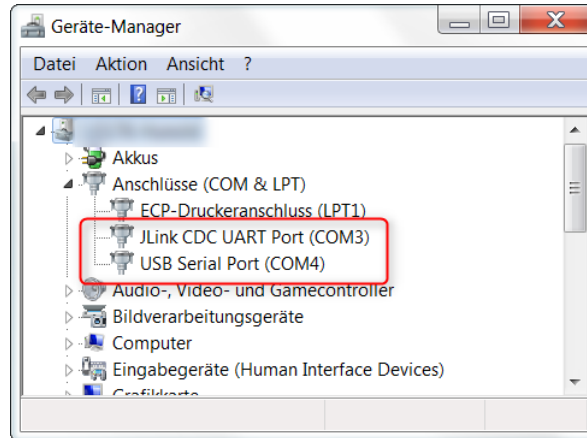 Geräte-Manager
Datei Aktion Ansicht ?
Akkus
Anschlüsse (COM & LPT)
ECP-Druckeranschluss (LPT1)
JLink CDC UART Port (COM3)
USB Serial Port (COM4)
Audio-, Video- und Gamecontroller
Bildverarbeitungsgeräte
Computer
Eingabegeräte (Human Interface Devices)
Grafikkarte